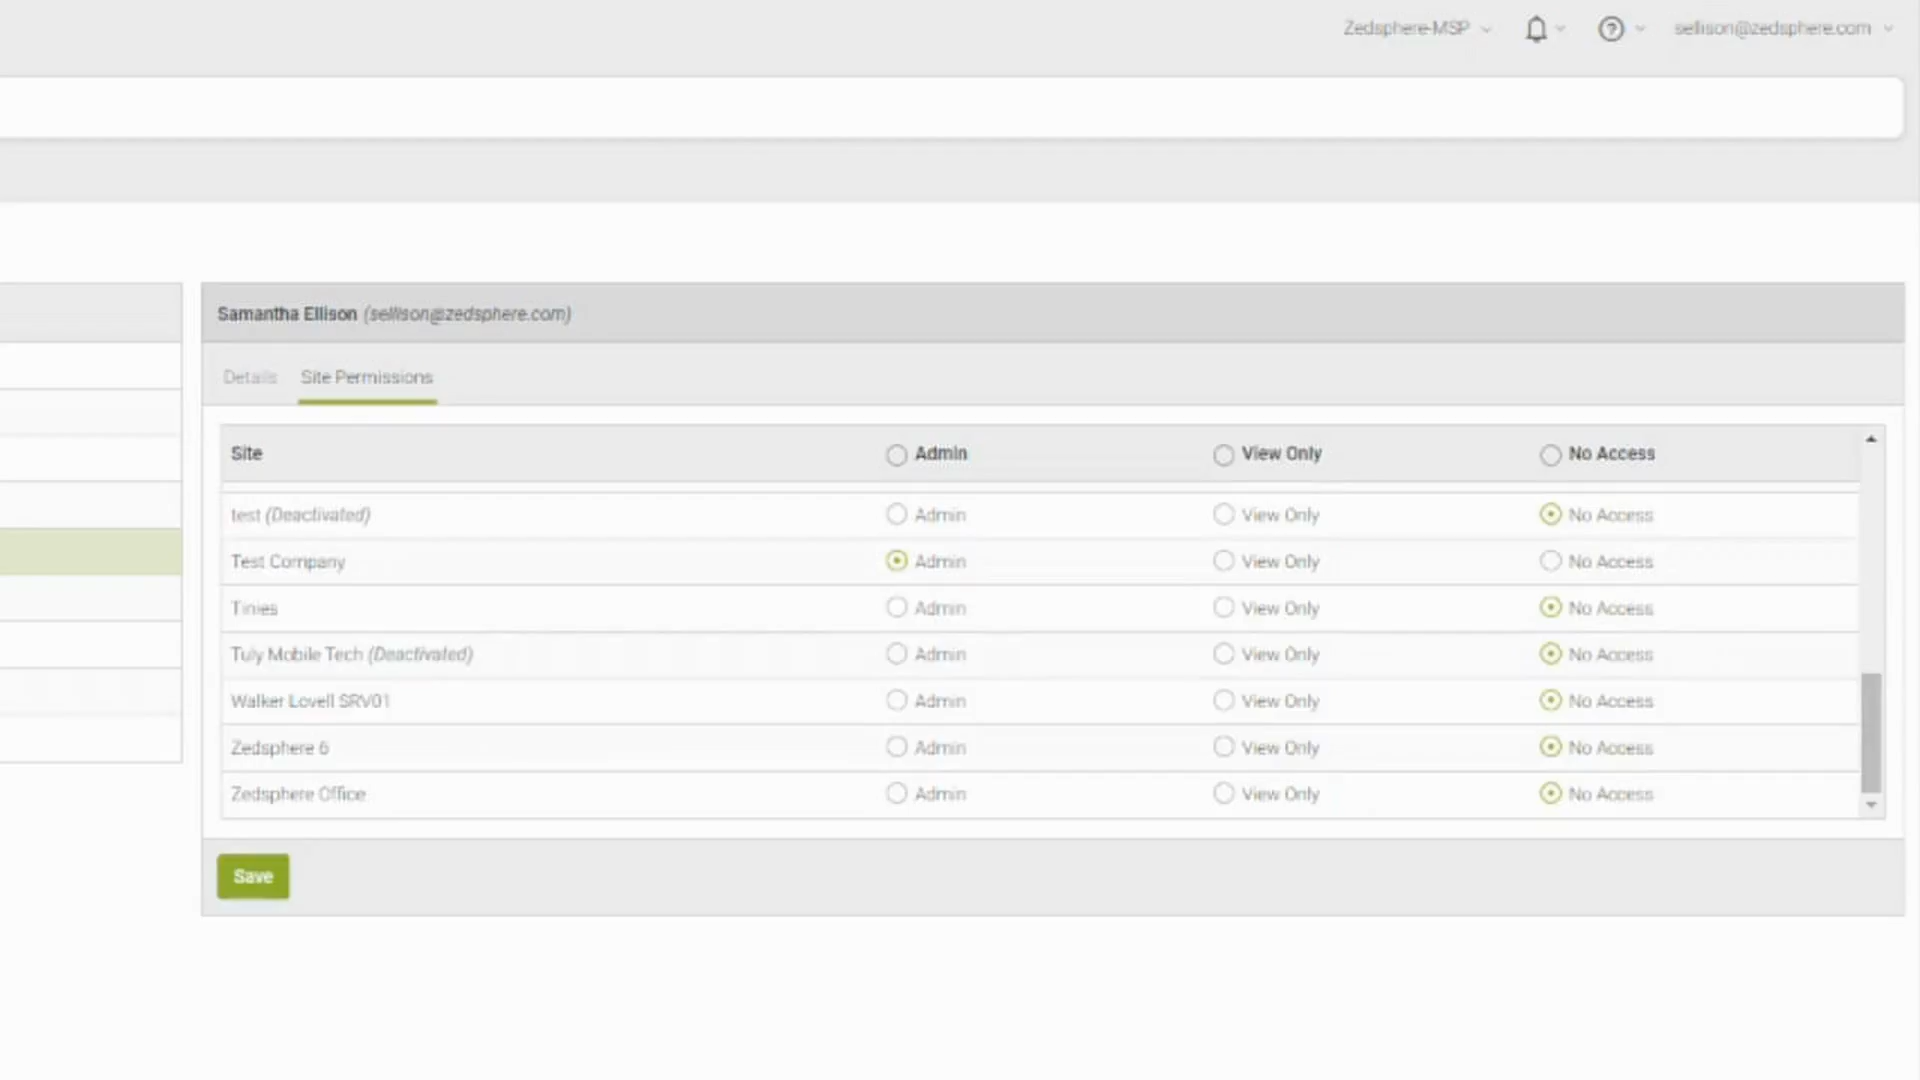 Zedsphere-MSP sellison@zedsphere.com
Samantha Ellison (sellison@zedsphere.com)
Details Site Permissions
Site Admin View Only No Access
test (Deactivated) Admin View Only No Access
Test Company Admin View Only No Access
Tinies Admin View Only No Access
Tuly Mobile Tech (Deactivated) Admin View Only No Access
Walker Lovell SRV01 Admin View Only No Access
Zedsphere 6 Admin View Only No Access
Zedsphere Office Admin View Only No Access
Save